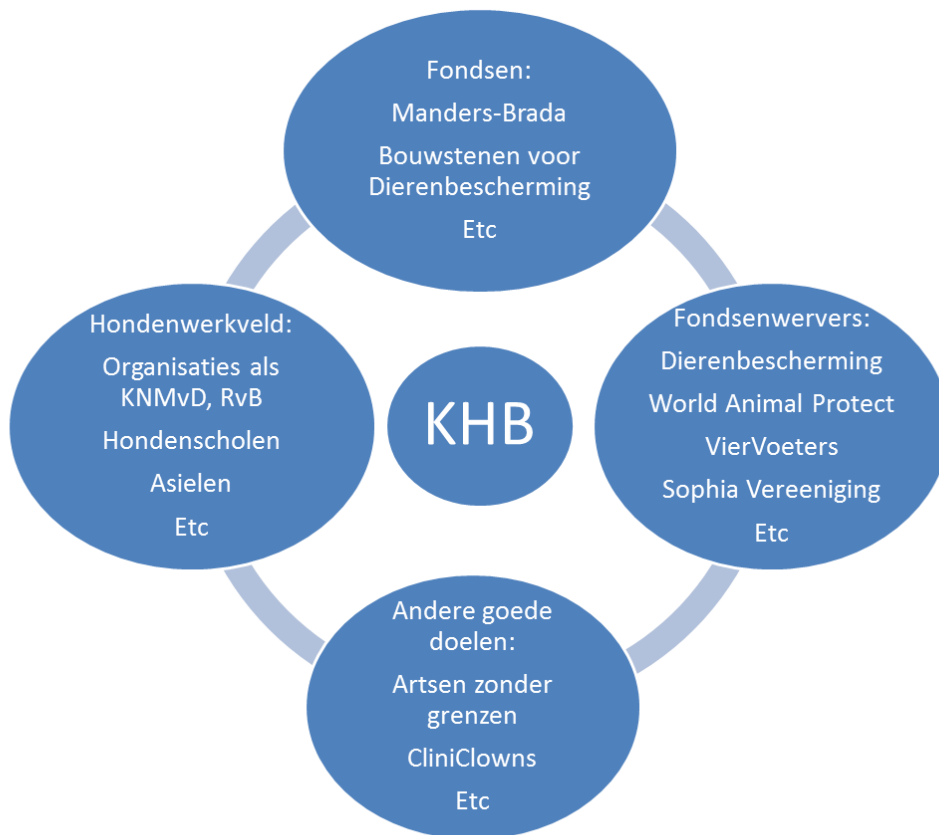 Fondsen:
Manders-Brada
Bouwstenen voor
Dierenbescherming
Etc
Hondenwerkveld:
Organisaties als
KNMvD, RvB
Hondenscholen
Asielen
Etc
KHB
Fondsenwervers:
Dierenbescherming
World Animal Protect
VierVoeters
Sophia Vereeniging
Etc
Andere goede
doelen:
Artsen zonder
grenzen
CliniClowns
Etc